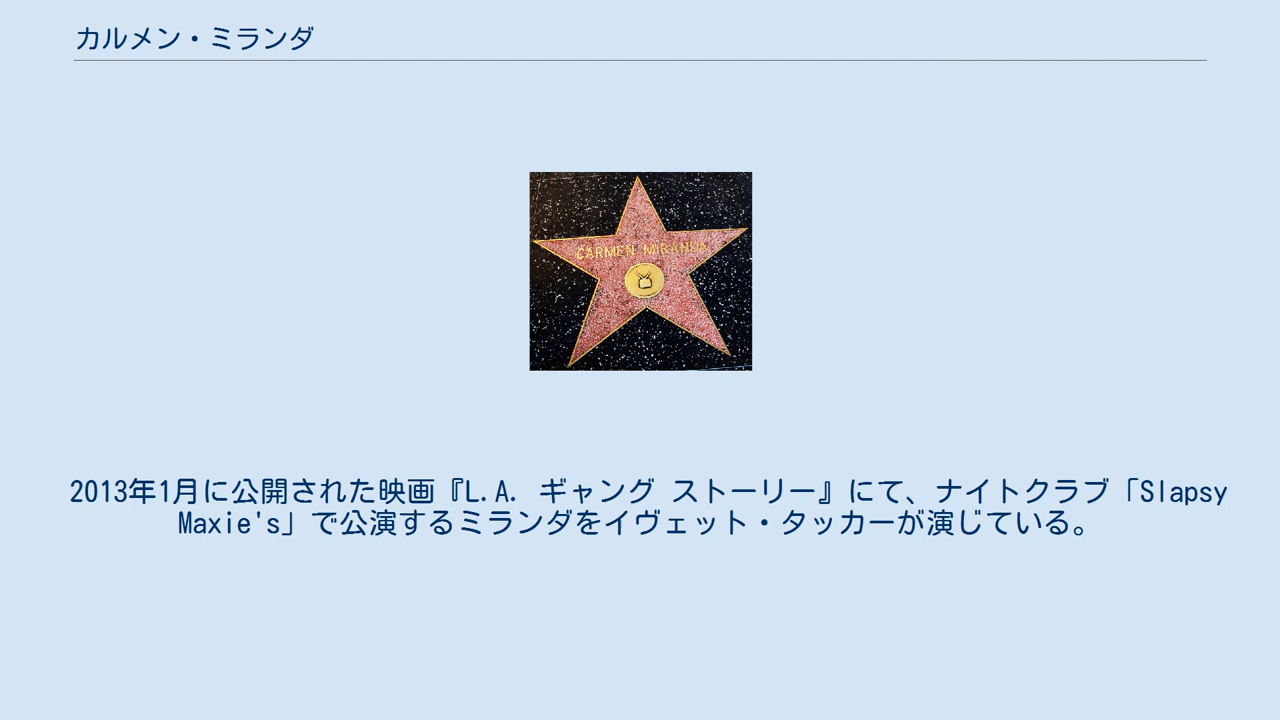 カルメン・ミランダ
CARMEN MIRANDA
2013年1月に公開された映画『L.A. ギャング ストーリー』にて、ナイトクラブ「Slapsy
Maxie's」で公演するミランダをイヴェット・タッカーが演じている。